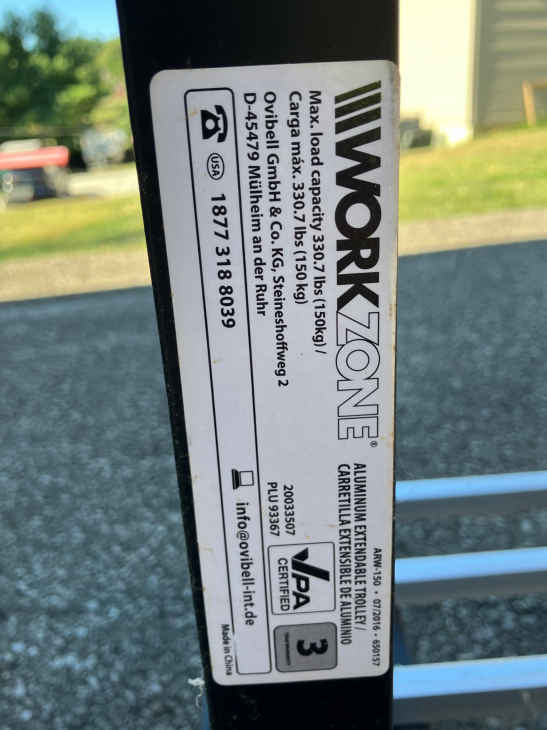 WORKZONE®
ALUMINUM EXTENDABLE TROLLEY /
CARRETILLA EXTENSIBLE DE ALUMINIO
ARW-150 • 07/2016 • 650157
Max. load capacity 330.7 lbs (150kg) /
Carga máx. 330.7 lbs (150 kg)
Ovibell GmbH & Co. KG, Steineshoffweg 2
D-45479 Mülheim an der Ruhr
20033507
PLU 93367
VPA
CERTIFIED
3
USA
1877 318 8039
info@ovibell-int.de
Made in China